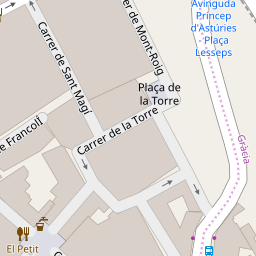 Avinguda
Príncep
d'Astúries
Plaça
Lesseps
Carrer de Mont-Roig
Carrer de Sant Magí
Plaça de
la Torre
Carrer de la Torre
Francolí
Gràcia
El Petit